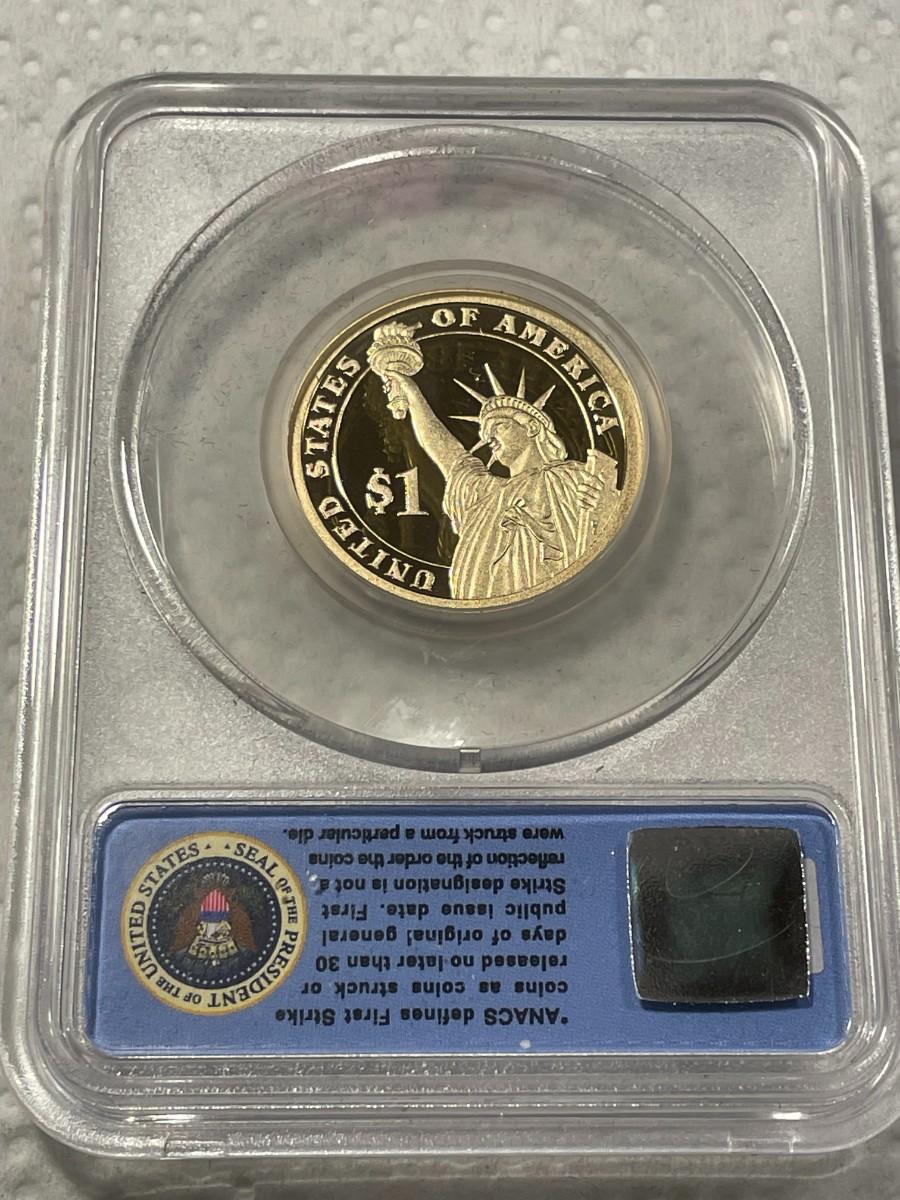 UNITED STATES OF AMERICA
$1
SEAL OF THE PRESIDENT OF THE UNITED STATES
*ANACS defines First Strike
coins as coins struck or
released no later than 30
days of original general
public issue date. First
Strike designation is not a
reflection of the order the coins
were struck from a particular die.